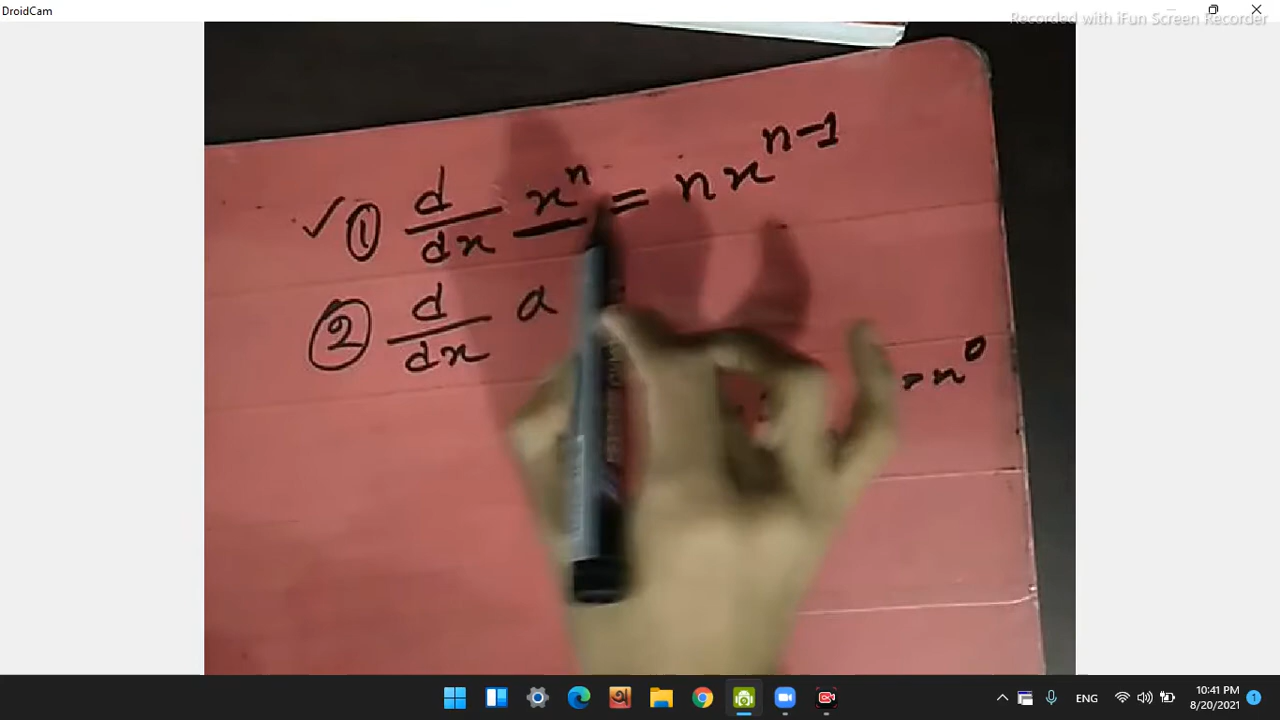 DroidCam
Recorded with iFun Screen Recorder
✓ ① d/dx xⁿ = nxⁿ⁻¹
② d/dx a
= x⁰
ENG
10:41 PM
8/20/2021
1